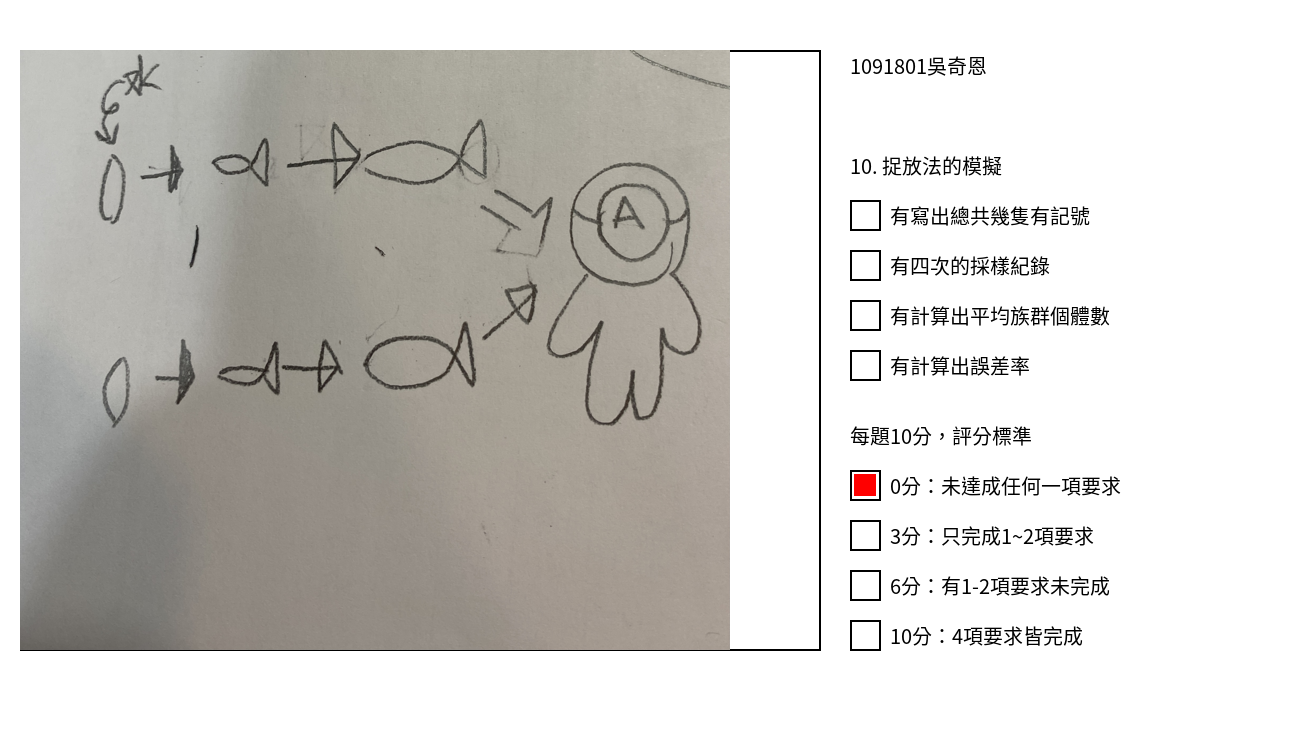 1091801吳奇恩
米
A
10. 捉放法的模擬
有寫出總共幾隻有記號
有四次的採樣紀錄
有計算出平均族群個體數
有計算出誤差率
每題10分，評分標準
0分：未達成任何一項要求
3分：只完成1~2項要求
6分：有1-2項要求未完成
10分：4項要求皆完成